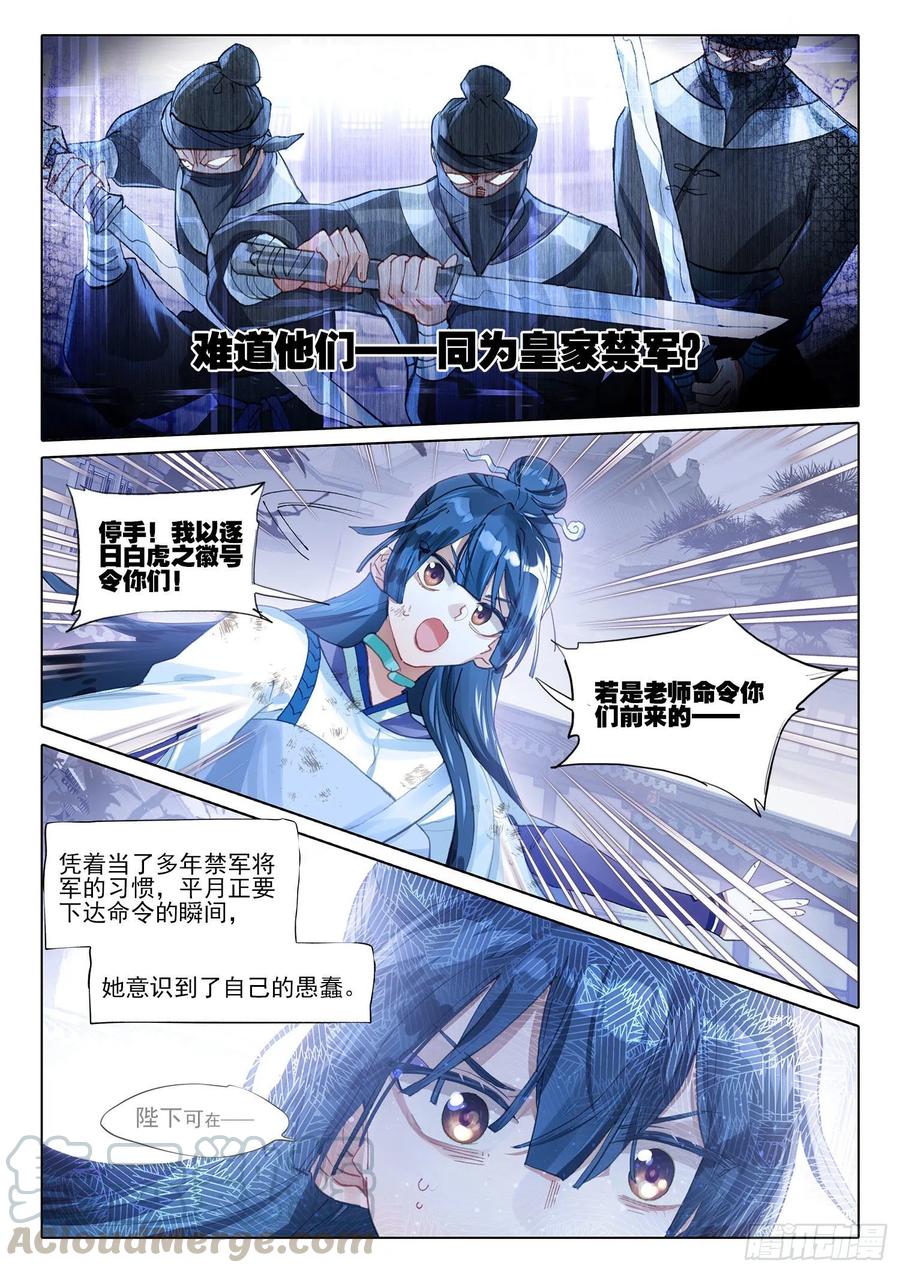 难道他们——同为皇家禁军？
停手！我以逐
日白虎之徽号
令你们！
若是老师命令你
们前来的——
凭着当了多年禁军将
军的习惯，平月正要
下达命令的瞬间，
她意识到了自己的愚蠢。
陛下可在——
AcloudMerge.com
腾讯动漫